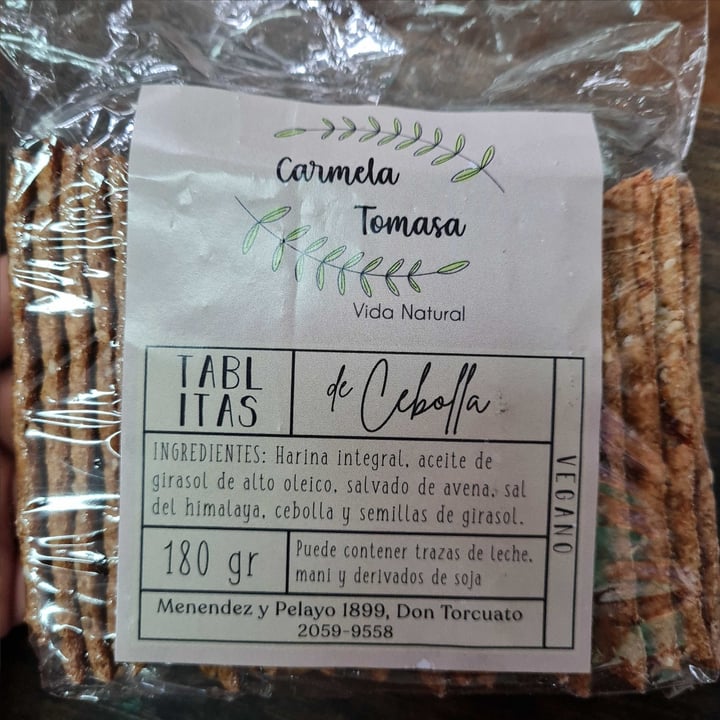 Carmela
Tomasa
Vida Natural
TABL
ITAS
de Cebolla
INGREDIENTES: Harina integral, aceite de
girasol de alto oleico, salvado de avena, sal
del himalaya, cebolla y semillas de girasol.
VEGANO
180 gr
Puede contener trazas de leche,
mani y derivados de soja
Menendez y Pelayo 1899, Don Torcuato
2059-9558